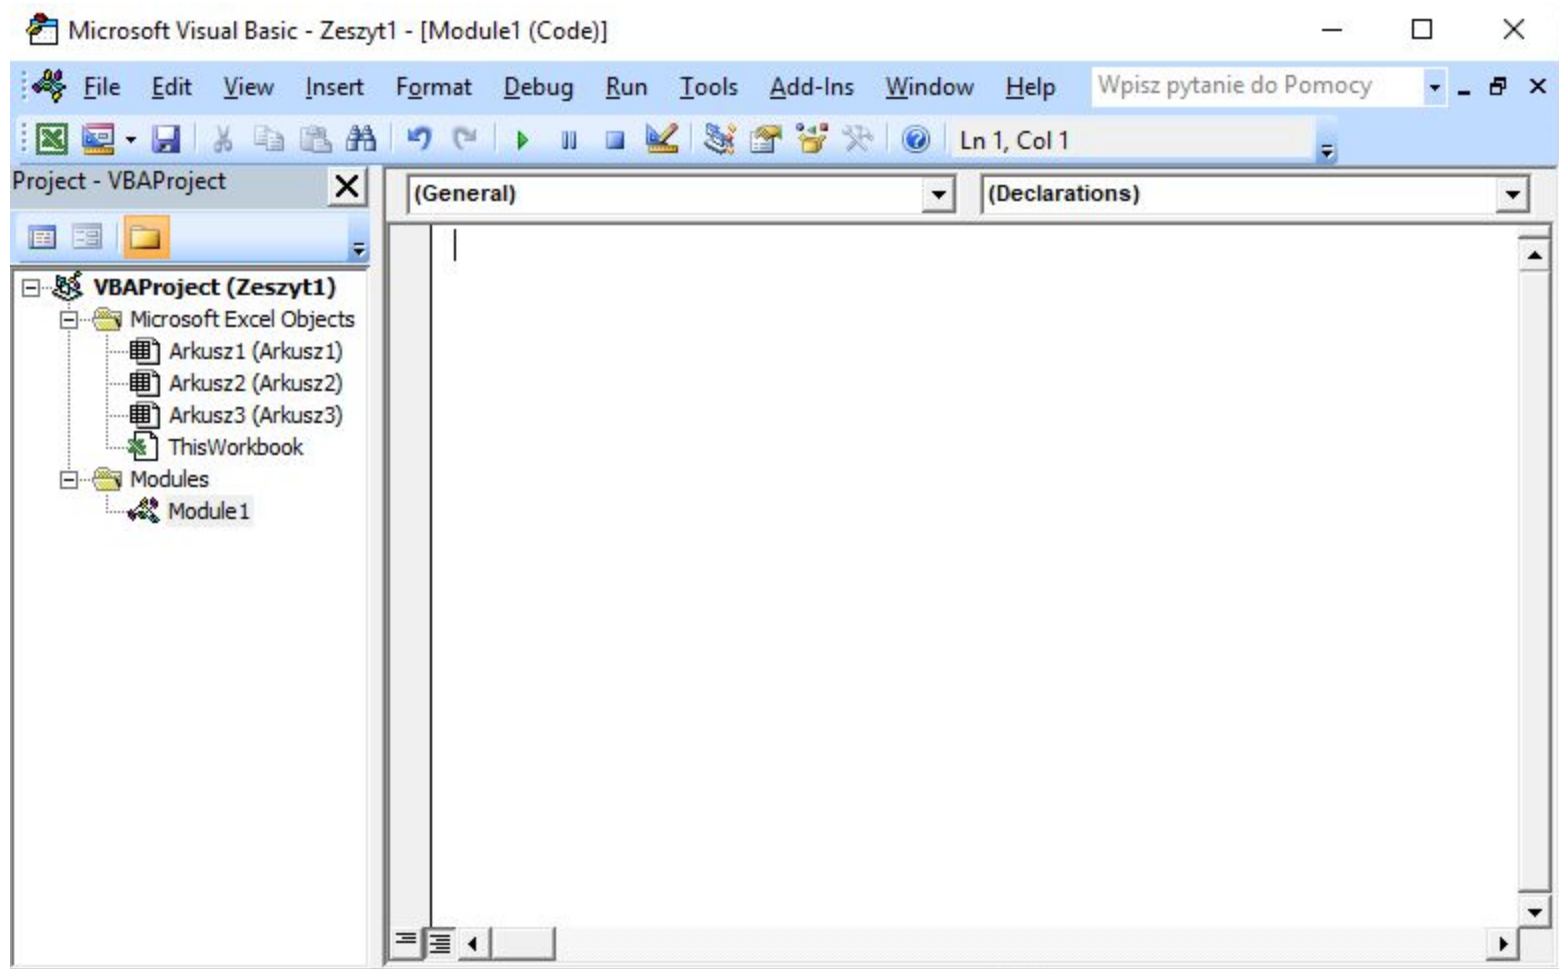 Microsoft Visual Basic - Zeszyt1 - [Module1 (Code)]
File Edit View Insert Format Debug Run Tools Add-Ins Window Help Wpisz pytanie do Pomocy
Ln 1, Col 1
Project - VBAProject
(General) (Declarations)
VBAProject (Zeszyt1)
Microsoft Excel Objects
Arkusz1 (Arkusz1)
Arkusz2 (Arkusz2)
Arkusz3 (Arkusz3)
ThisWorkbook
Modules
Module1